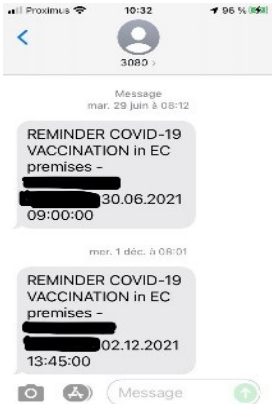 Proximus 10:32 96 %
3080 >
Message
mar. 29 juin à 08:12
REMINDER COVID-19
VACCINATION in EC
premises -
30.06.2021
09:00:00
mer. 1 déc. à 08:01
REMINDER COVID-19
VACCINATION in EC
premises -
02.12.2021
13:45:00
Message